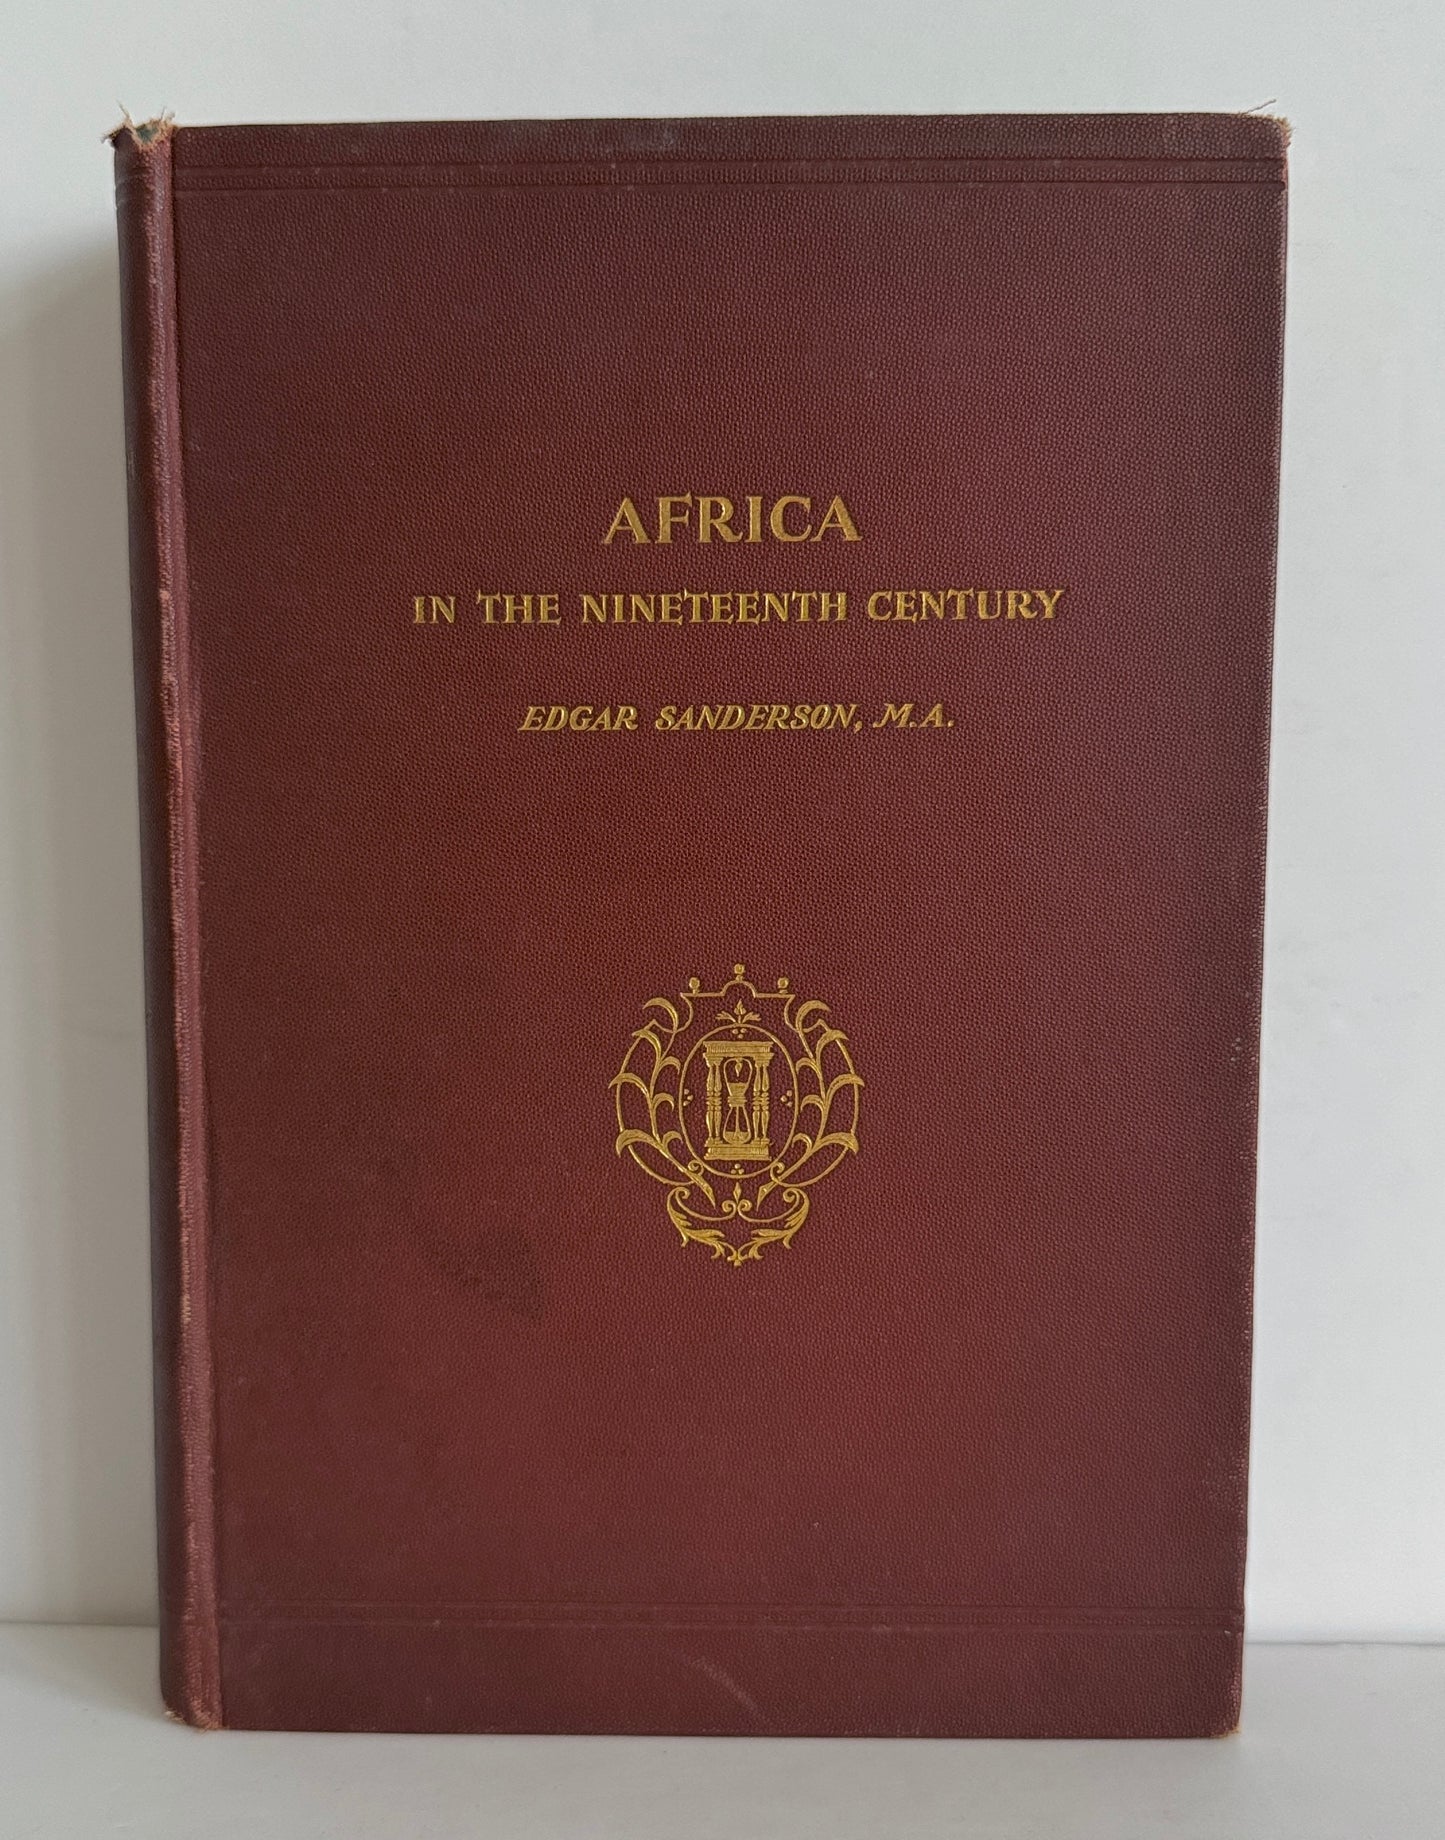 AFRICA
IN THE NINETEENTH CENTURY
EDGAR SANDERSON, M.A.